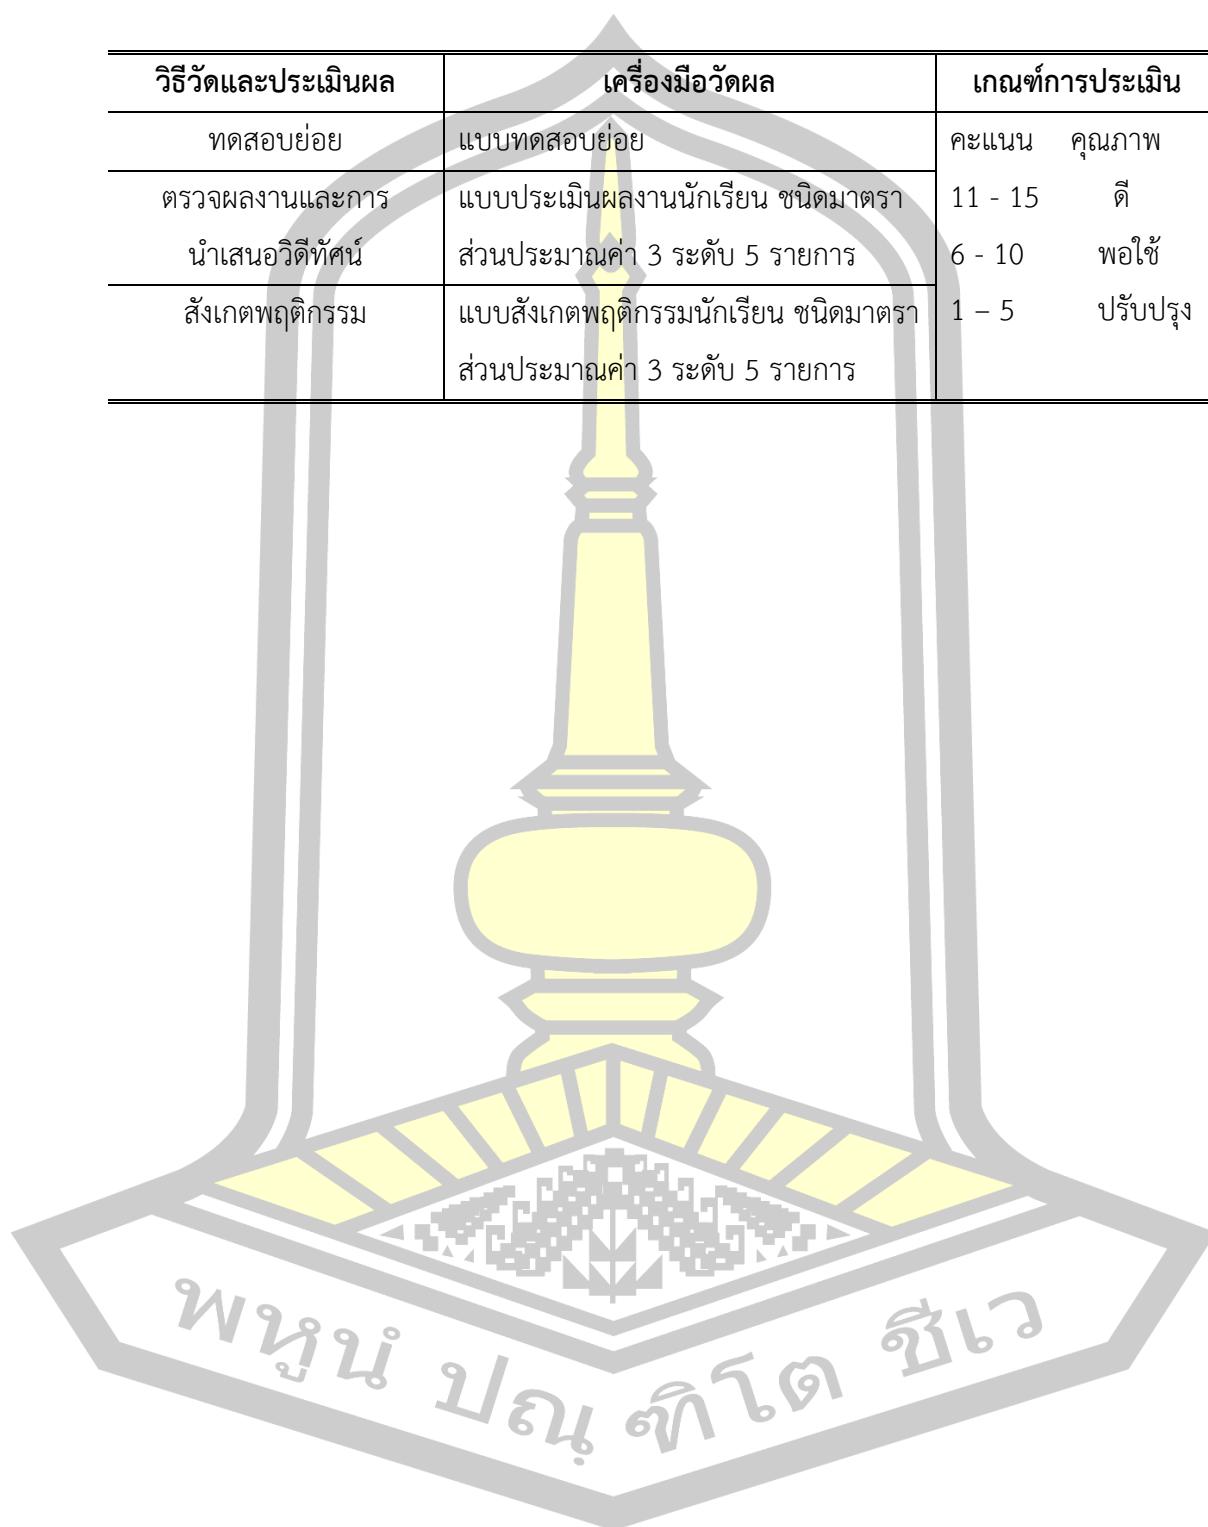 วิธีวัดและประเมินผล เครื่องมือวัดผล เกณฑ์การประเมิน
ทดสอบย่อย แบบทดสอบย่อย คะแนน คุณภาพ
ตรวจผลงานและการ แบบประเมินผลงานนักเรียน ชนิดมาตรา 11 - 15 ดี
นำเสนอวิดีทัศน์ ส่วนประมาณค่า 3 ระดับ 5 รายการ 6 - 10 พอใช้
สังเกตพฤติกรรม แบบสังเกตพฤติกรรมนักเรียน ชนิดมาตรา 1 – 5 ปรับปรุง
ส่วนประมาณค่า 3 ระดับ 5 รายการ
พหูนํ ปณฺฑิโต ชีเว